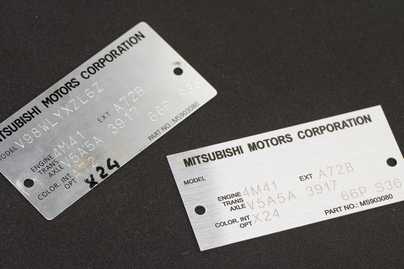 MITSUBISHI MOTORS CORPORATION
MODEL V98WLYXZL6Z
ENGINE 4M41 EXT A72B
TRANS AXLE V5A5A 3917
COLOR, INT OPT 66P S36
X24
PART NO.: MS903080
MITSUBISHI MOTORS CORPORATION
MODEL
ENGINE 4M41 EXT A72B
TRANS AXLE V5A5A 3917
COLOR, INT OPT X24 66P S36
PART NO.: MS903080